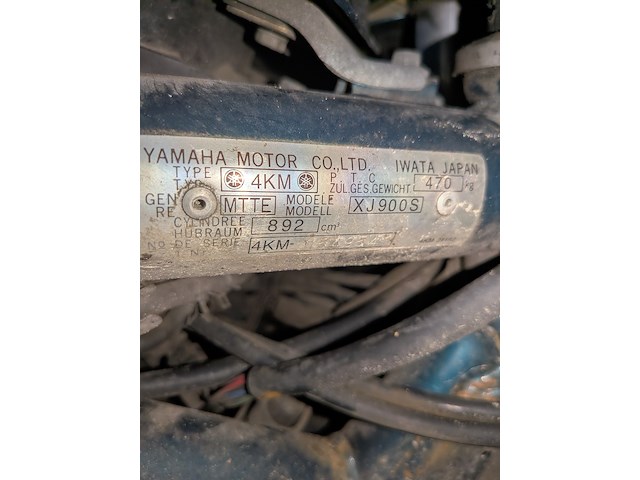 YAMAHA MOTOR CO., LTD. IWATA JAPAN
TYPE 4KM P. T. C
ZUL.GES.GEWICHT 470 kg
GEN MTTE MODELE XJ900S
RE MODELL
CYLINDREE 892 cm³
HUBRAUM
No DE SERIE 4KM-